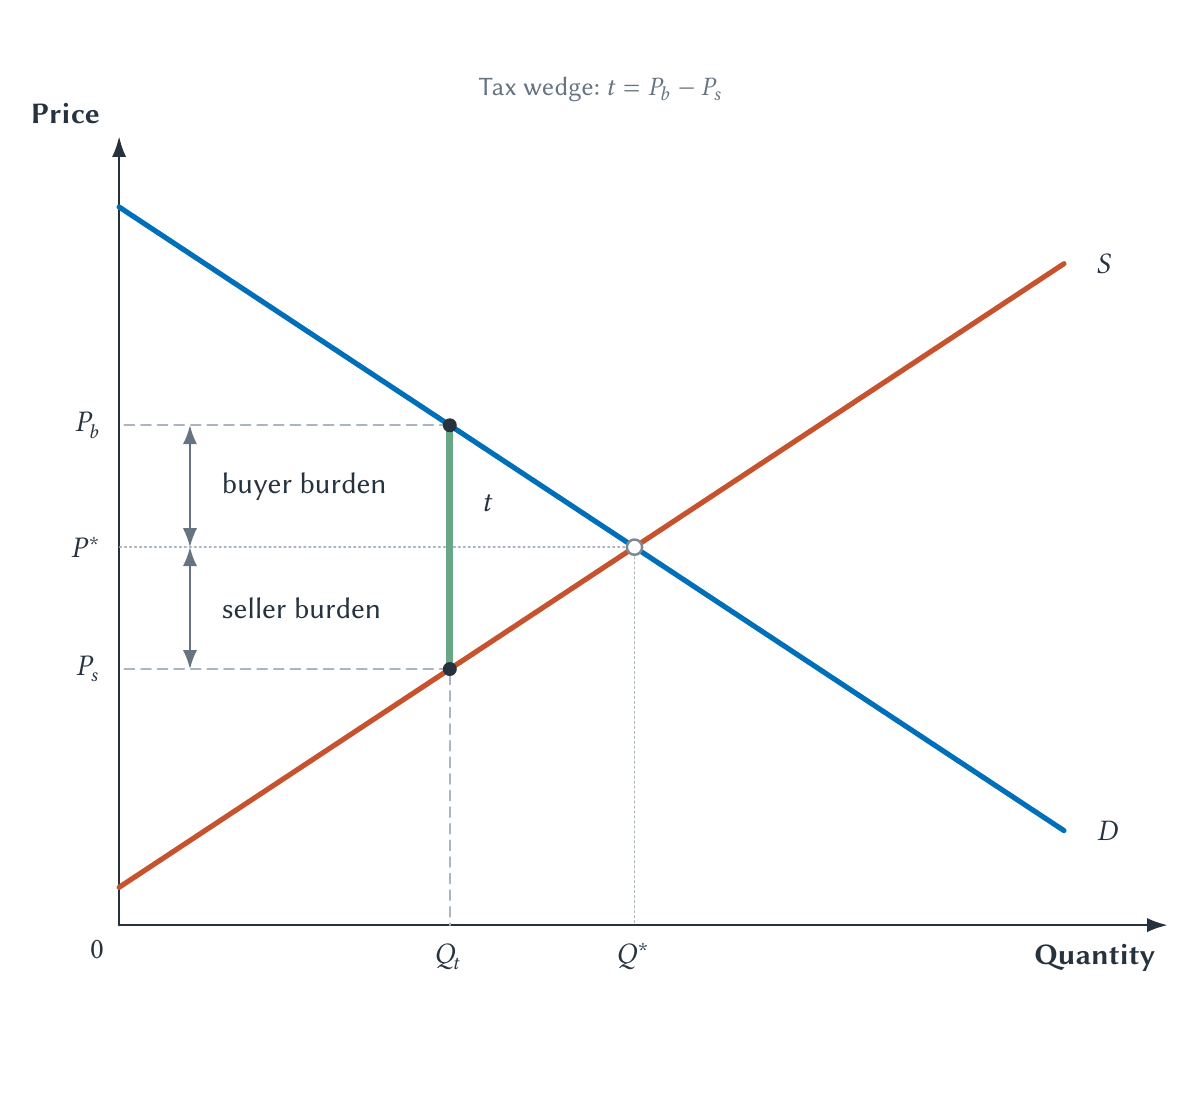 Tax wedge: t = P_b − P_s
Price
S
P_b
buyer burden
t
P*
seller burden
P_s
D
0
Q_t
Q*
Quantity